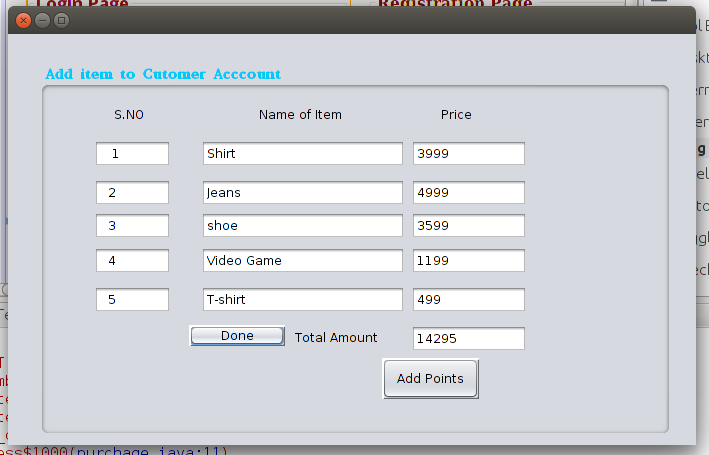 Login Page Registration Page
Add item to Cutomer Acccount
S.NO Name of Item Price
1 Shirt 3999
2 Jeans 4999
3 shoe 3599
4 Video Game 1199
5 T-shirt 499
Done Total Amount 14295
Add Points
ess$1000(purchage.java:11)